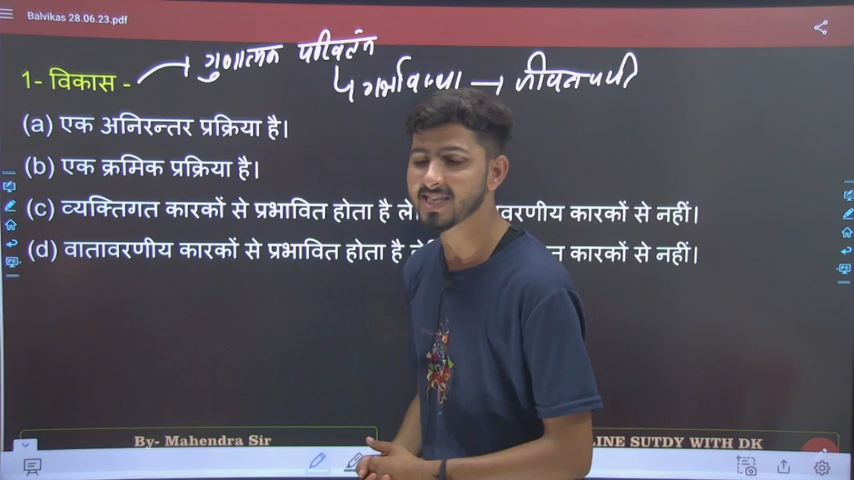 Balvikas 28.06.23.pdf
1- विकास - → गुणात्मक परिवर्तन
↳ गर्भावस्था → जीवनपर्यन्त
(a) एक अनिरन्तर प्रक्रिया है।
(b) एक क्रमिक प्रक्रिया है।
(c) व्यक्तिगत कारकों से प्रभावित होता है ले वरणीय कारकों से नहीं।
(d) वातावरणीय कारकों से प्रभावित होता है न कारकों से नहीं।
By- Mahendra Sir
LINE SUTDY WITH DK